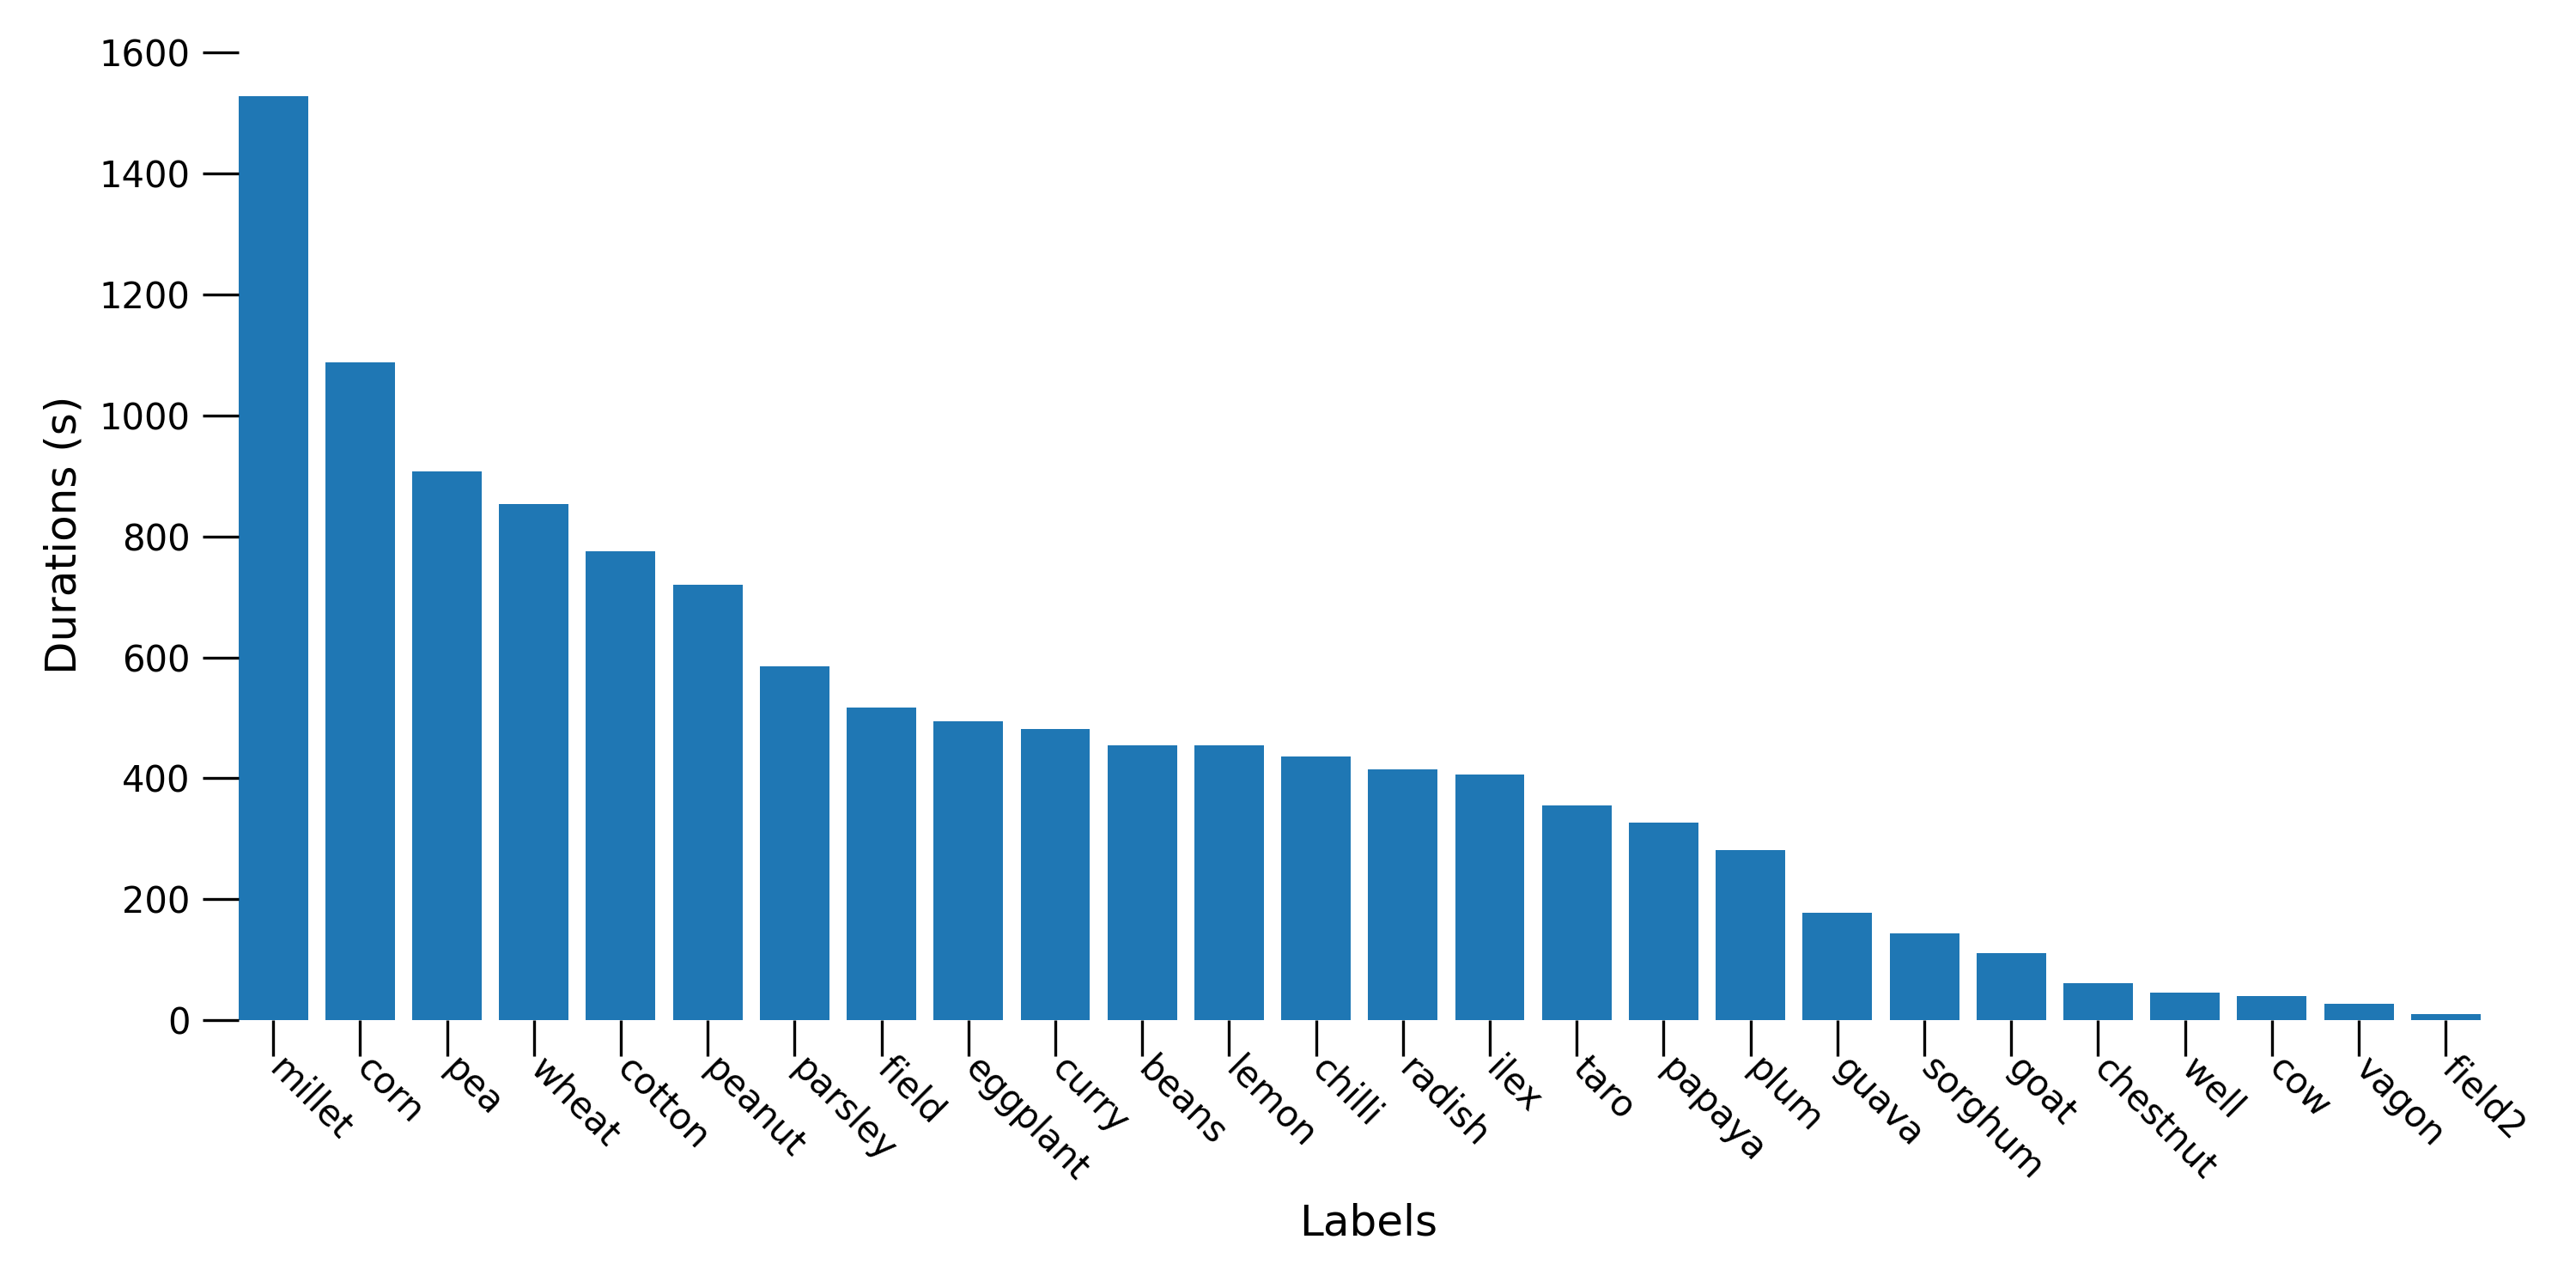 1600
1400
1200
1000
800
600
400
200
0
Durations (s)
millet
corn
pea
wheat
cotton
peanut
parsley
field
eggplant
curry
beans
lemon
chilli
radish
ilex
taro
papaya
plum
guava
sorghum
goat
chestnut
well
cow
vagon
field2
Labels